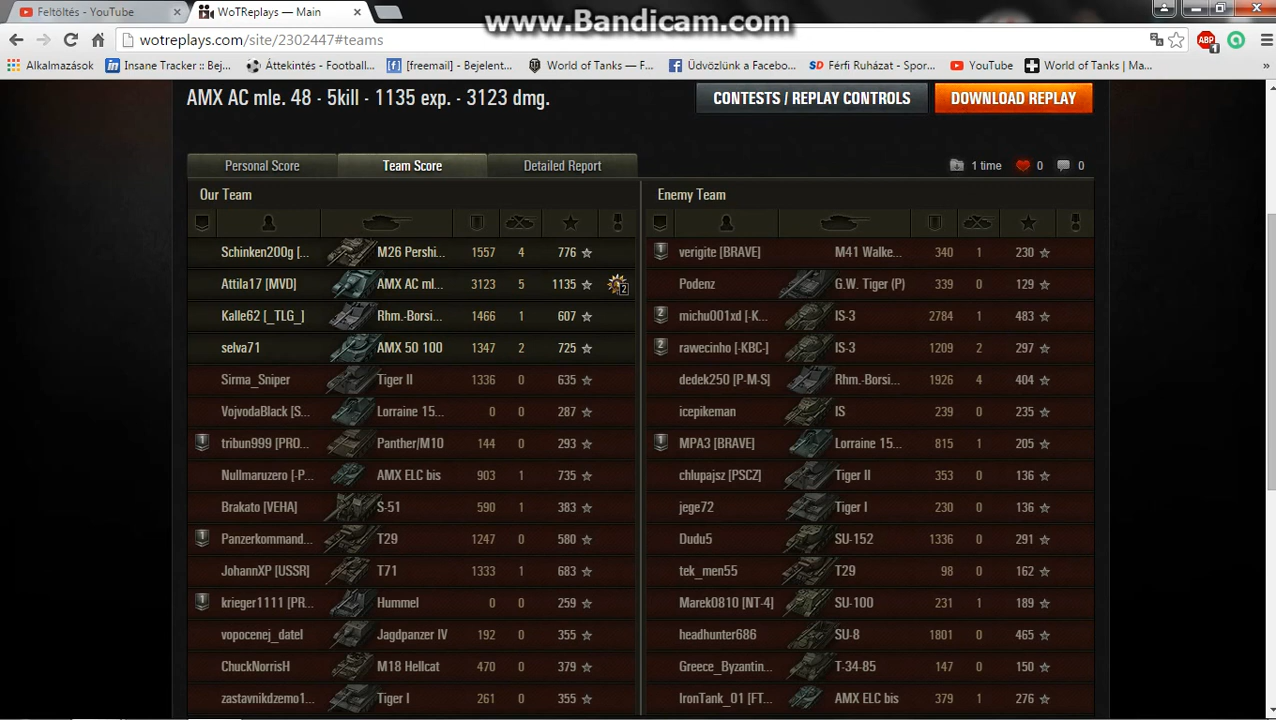 www.Bandicam.com
Feltöltés - YouTube
WoTReplays — Main
wotreplays.com/site/2302447#teams
Alkalmazások Insane Tracker :: Bej... Áttekintés - Football... [freemail] - Bejelent... World of Tanks — F... Üdvözlünk a Faceb... Férfi Ruházat - Spor... YouTube World of Tanks | Ma... »
AMX AC mle. 48 - 5kill - 1135 exp. - 3123 dmg.
CONTESTS / REPLAY CONTROLS
DOWNLOAD REPLAY
Personal Score Team Score Detailed Report 1 time 0 0
Our Team
Schinken200g [... M26 Pershi... 1557 4 776
Attila17 [MVD] AMX AC ml... 3123 5 1135 2
Kalle62 [_TLG_] Rhm.-Borsi... 1466 1 607
selva71 AMX 50 100 1347 2 725
Sirma_Sniper Tiger II 1336 0 635
VojvodaBlack [S... Lorraine 15... 0 0 287
1 tribun999 [PRO... Panther/M10 144 0 293
Nullmaruzero [-P... AMX ELC bis 903 1 735
Brakato [VEHA] S-51 590 1 383
1 Panzerkommand... T29 1247 0 580
JohannXP [USSR] T71 1333 1 683
1 krieger1111 [PR... Hummel 0 0 259
vopocenej_datel Jagdpanzer IV 192 0 355
ChuckNorrisH M18 Hellcat 470 0 379
zastavnikdzemo1... Tiger I 261 0 355
Enemy Team
1 verigite [BRAVE] M41 Walke... 340 1 230
Podenz G.W. Tiger (P) 339 0 129
2 michu001xd [-K... IS-3 2784 1 483
2 rawecinho [-KBC-] IS-3 1209 2 297
dedek250 [P-M-S] Rhm.-Borsi... 1926 4 404
icepikeman IS 239 0 235
1 MPA3 [BRAVE] Lorraine 15... 815 1 205
chlupajsz [PSCZ] Tiger II 353 0 136
jege72 Tiger I 230 0 136
Dudu5 SU-152 1336 0 291
tek_men55 T29 98 0 162
Marek0810 [NT-4] SU-100 231 1 189
headhunter686 SU-8 1801 0 465
Greece_Byzantin... T-34-85 147 0 150
IronTank_01 [FT... AMX ELC bis 379 1 276